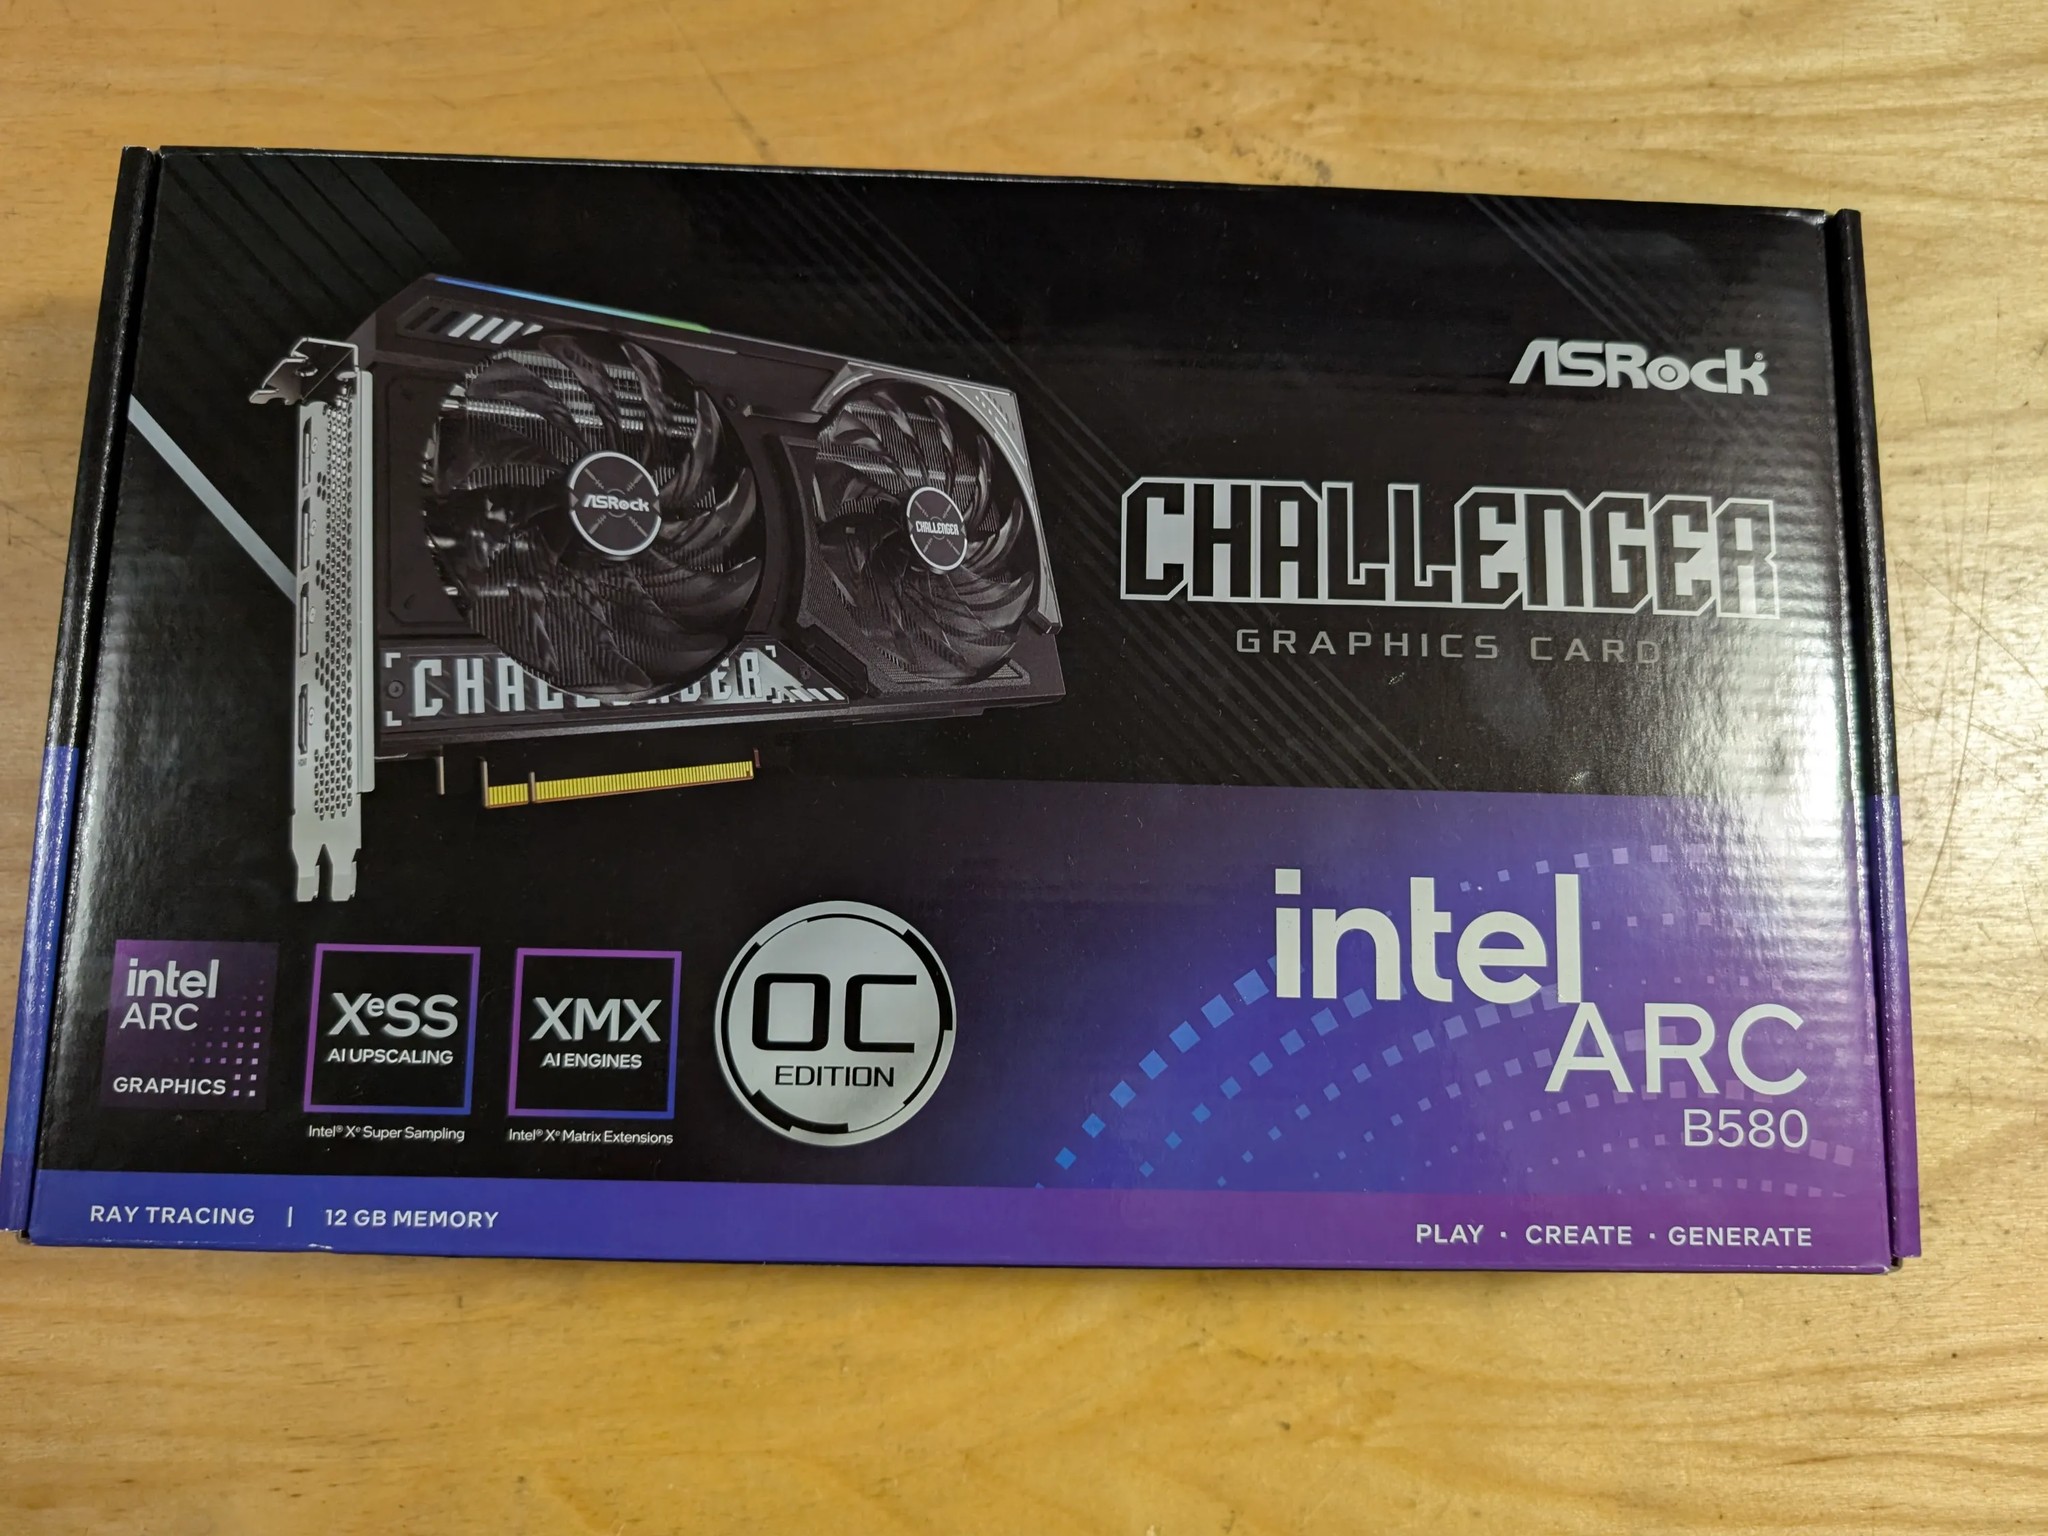 ASRock
CHALLENGER
GRAPHICS CARD
ASRock
CHALLENGER
CHALLENGER
intel
ARC
GRAPHICS
XeSS
AI UPSCALING
Intel® Xe Super Sampling
XMX
AI ENGINES
Intel® Xe Matrix Extensions
OC
EDITION
intel
ARC
B580
RAY TRACING | 12 GB MEMORY
PLAY · CREATE · GENERATE